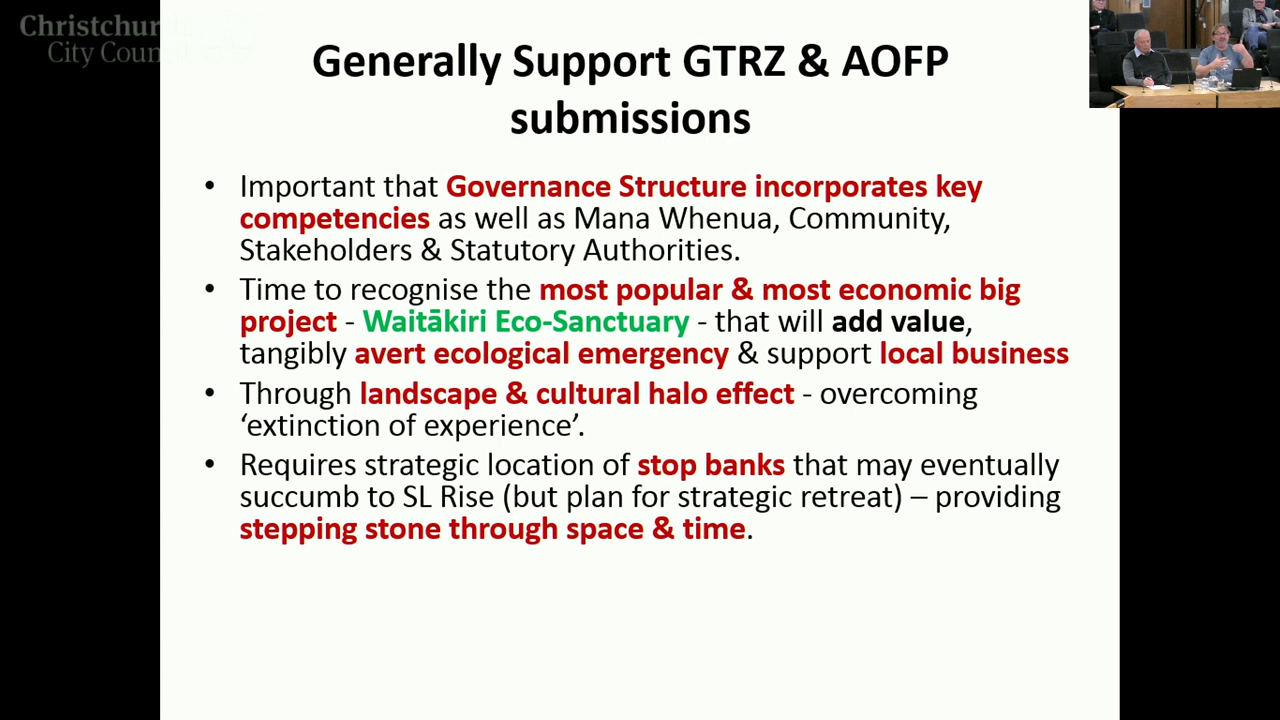 Christchurch
City Council
Generally Support GTRZ & AOFP
submissions
• Important that Governance Structure incorporates key
competencies as well as Mana Whenua, Community,
Stakeholders & Statutory Authorities.
• Time to recognise the most popular & most economic big
project - Waitākiri Eco-Sanctuary - that will add value,
tangibly avert ecological emergency & support local business
• Through landscape & cultural halo effect - overcoming
‘extinction of experience’.
• Requires strategic location of stop banks that may eventually
succumb to SL Rise (but plan for strategic retreat) – providing
stepping stone through space & time.